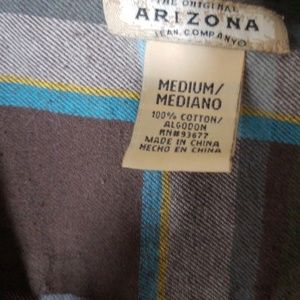 THE ORIGINAL
ARIZONA
JEAN COMPANY
MEDIUM/
MEDIANO
100% COTTON/
ALGODON
RN#93677
MADE IN CHINA
HECHO EN CHINA